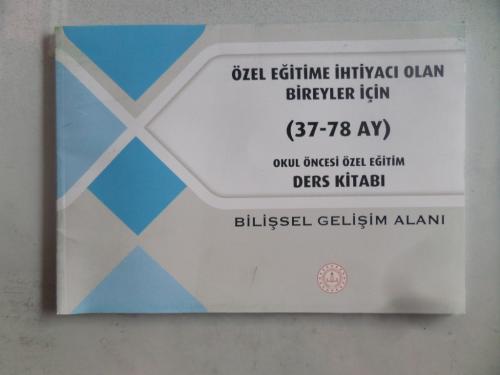 ÖZEL EĞİTİME İHTİYACI OLAN
BİREYLER İÇİN
(37-78 AY)
OKUL ÖNCESİ ÖZEL EĞİTİM
DERS KİTABI
BİLİŞSEL GELİŞİM ALANI